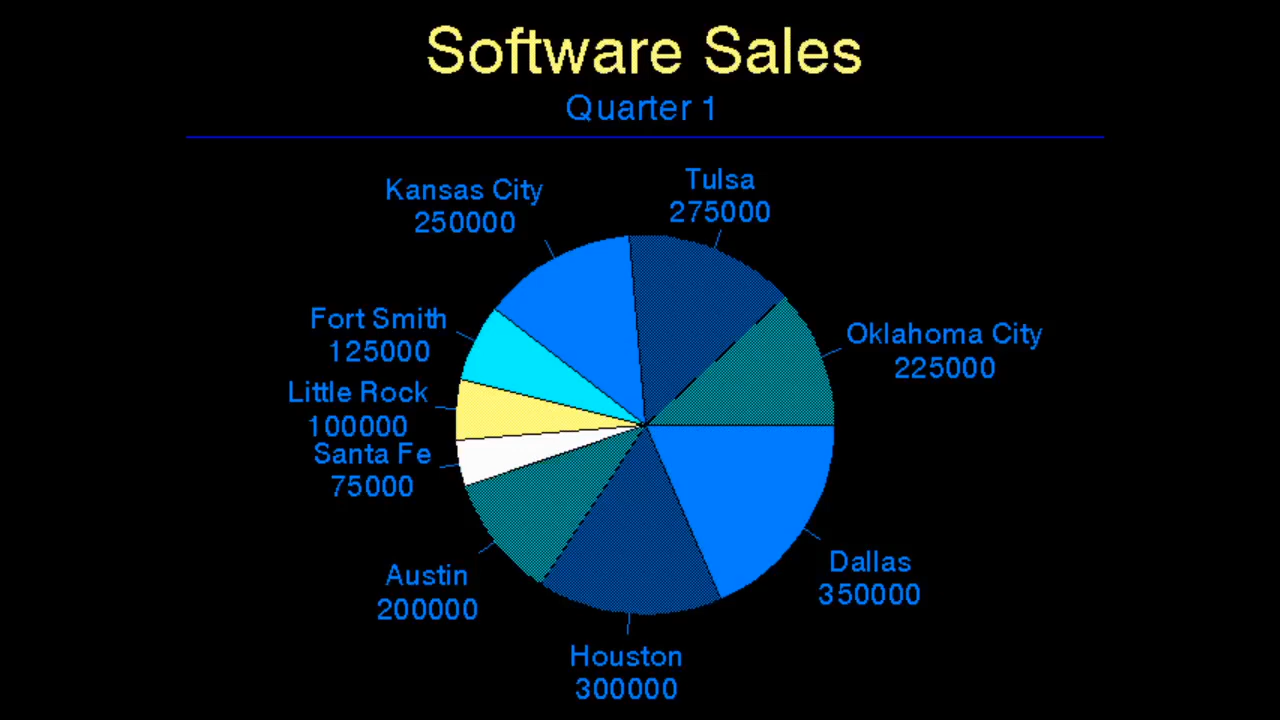 Software Sales
Quarter 1
Tulsa
275000
Kansas City
250000
Fort Smith
125000
Oklahoma City
225000
Little Rock
100000
Santa Fe
75000
Dallas
350000
Austin
200000
Houston
300000